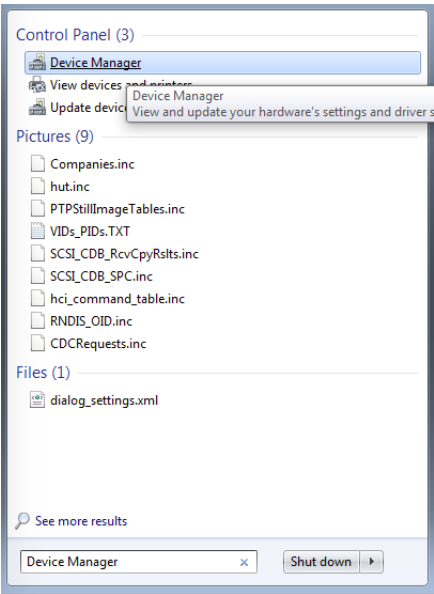 Control Panel (3)
Device Manager
View devices and printers
Device Manager
Update device
View and update your hardware's settings and driver s
Pictures (9)
Companies.inc
hut.inc
PTPStillImageTables.inc
VIDs_PIDs.TXT
SCSI_CDB_RcvCpyRslts.inc
SCSI_CDB_SPC.inc
hci_command_table.inc
RNDIS_OID.inc
CDCRequests.inc
Files (1)
dialog_settings.xml
See more results
Device Manager
Shut down